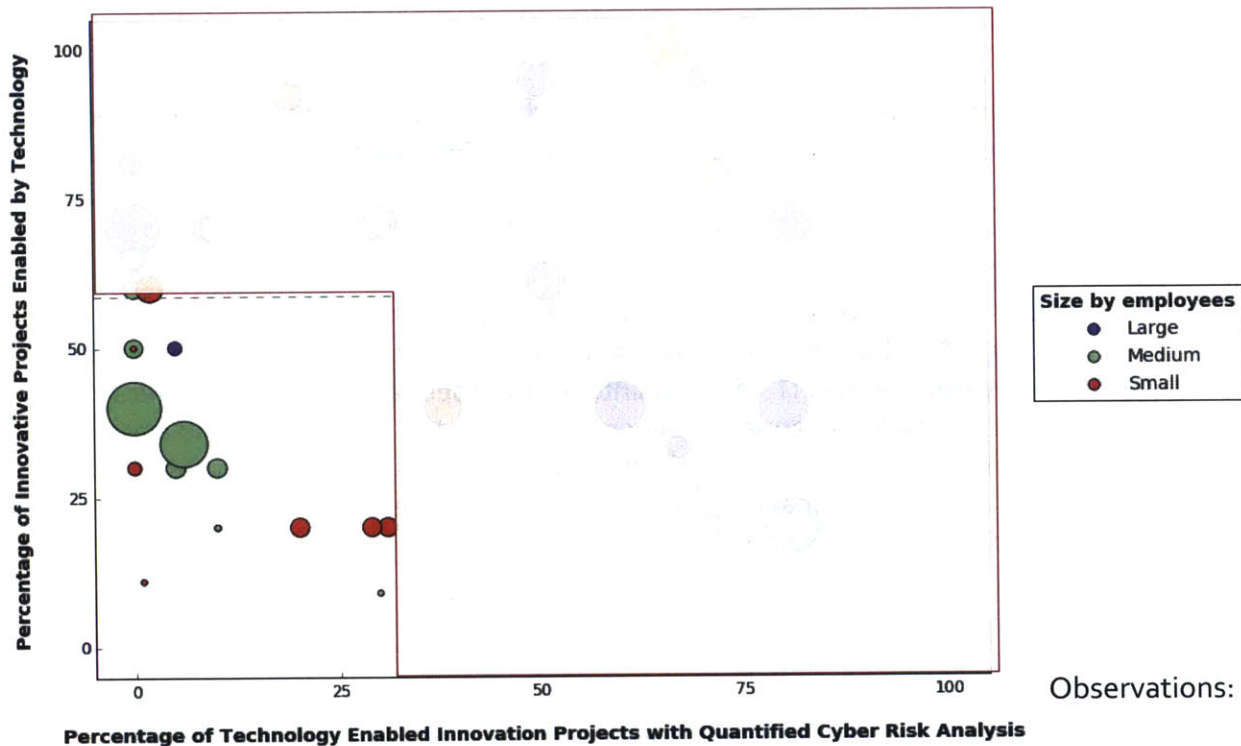 Percentage of Innovative Projects Enabled by Technology
100
75
50
25
0
0
25
50
75
100
Percentage of Technology Enabled Innovation Projects with Quantified Cyber Risk Analysis
Size by employees
Large
Medium
Small
Observations: